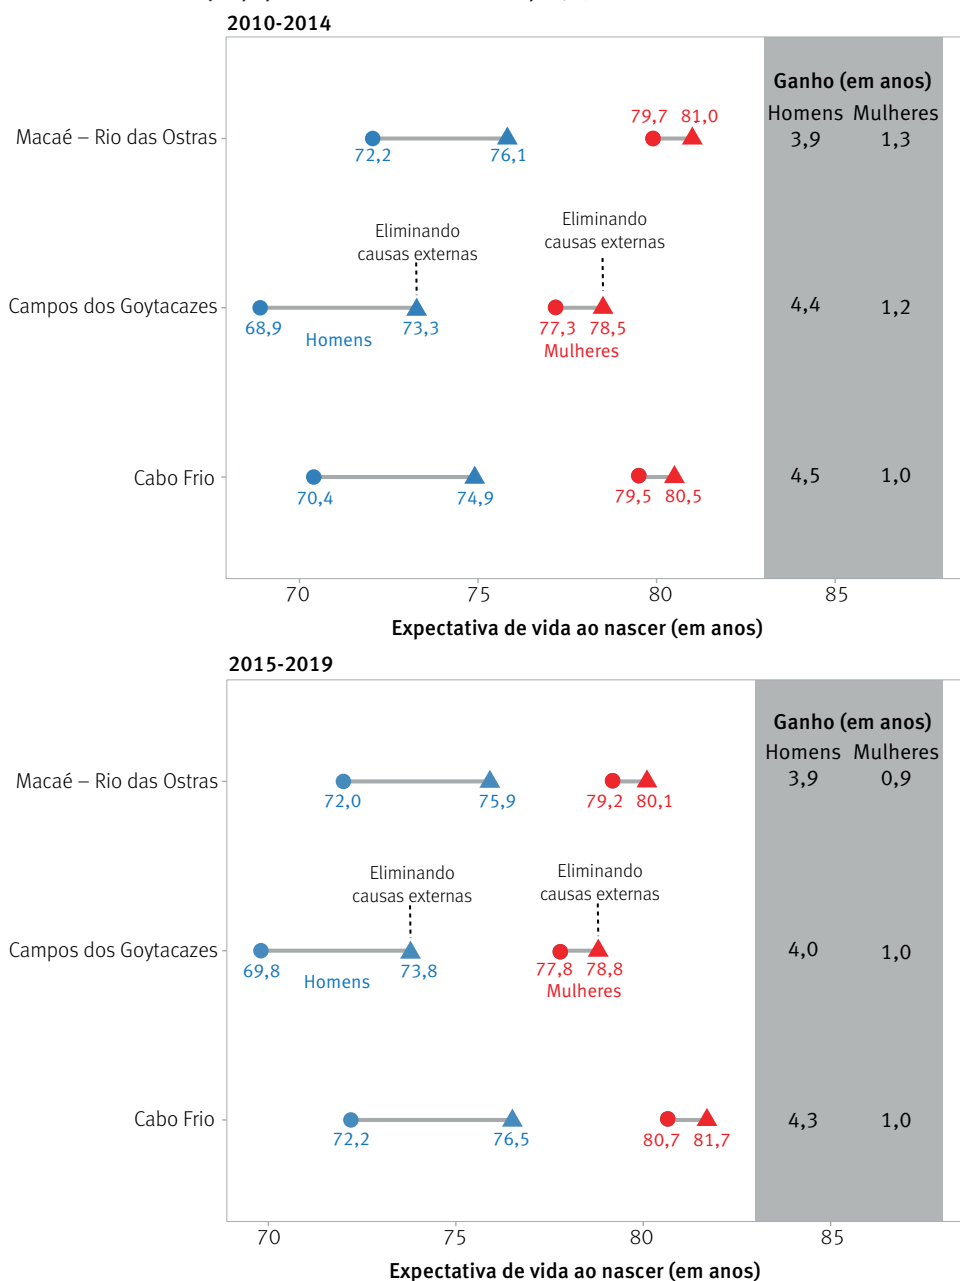 2010-2014
Ganho (em anos)
Homens Mulheres
Macaé – Rio das Ostras
72,2
76,1
79,7
81,0
3,9
1,3
Eliminando
causas externas
Eliminando
causas externas
Campos dos Goytacazes
68,9
Homens
73,3
77,3
78,5
Mulheres
4,4
1,2
Cabo Frio
70,4
74,9
79,5
80,5
4,5
1,0
70
75
80
85
Expectativa de vida ao nascer (em anos)
2015-2019
Ganho (em anos)
Homens Mulheres
Macaé – Rio das Ostras
72,0
75,9
79,2
80,1
3,9
0,9
Eliminando
causas externas
Eliminando
causas externas
Campos dos Goytacazes
69,8
Homens
73,8
77,8
78,8
Mulheres
4,0
1,0
Cabo Frio
72,2
76,5
80,7
81,7
4,3
1,0
70
75
80
85
Expectativa de vida ao nascer (em anos)